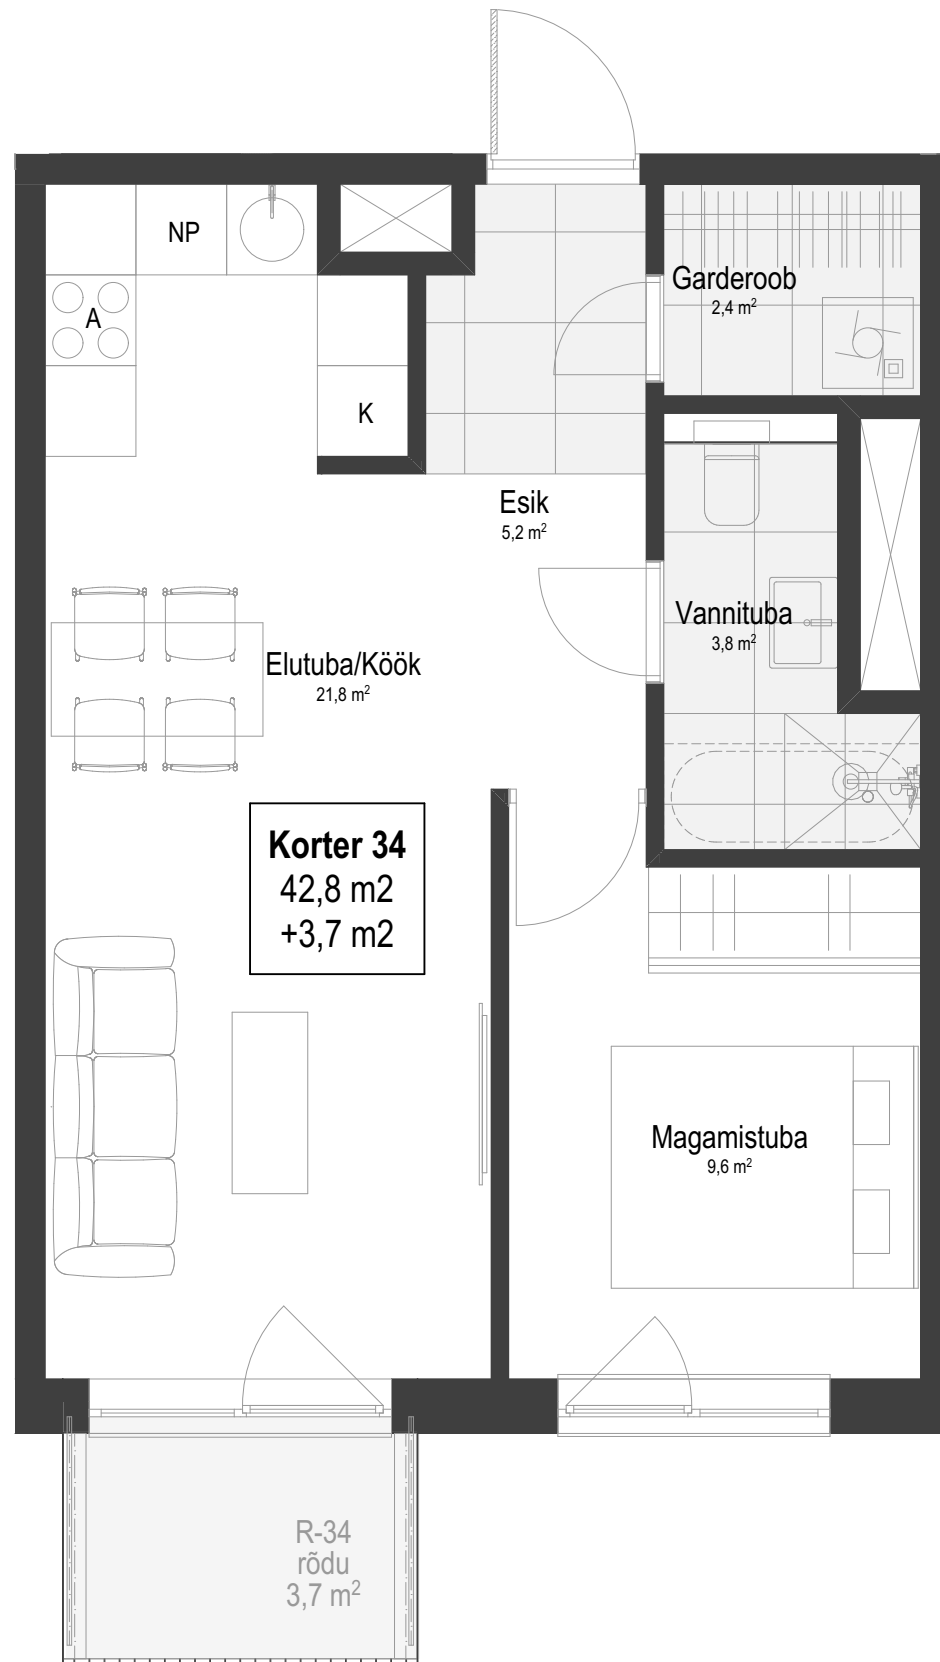 NP
A
K
Garderoob
2,4 m²
Esik
5,2 m²
Vannituba
3,8 m²
Elutuba/Köök
21,8 m²
Korter 34
42,8 m2
+3,7 m2
Magamistuba
9,6 m²
R-34
rõdu
3,7 m²